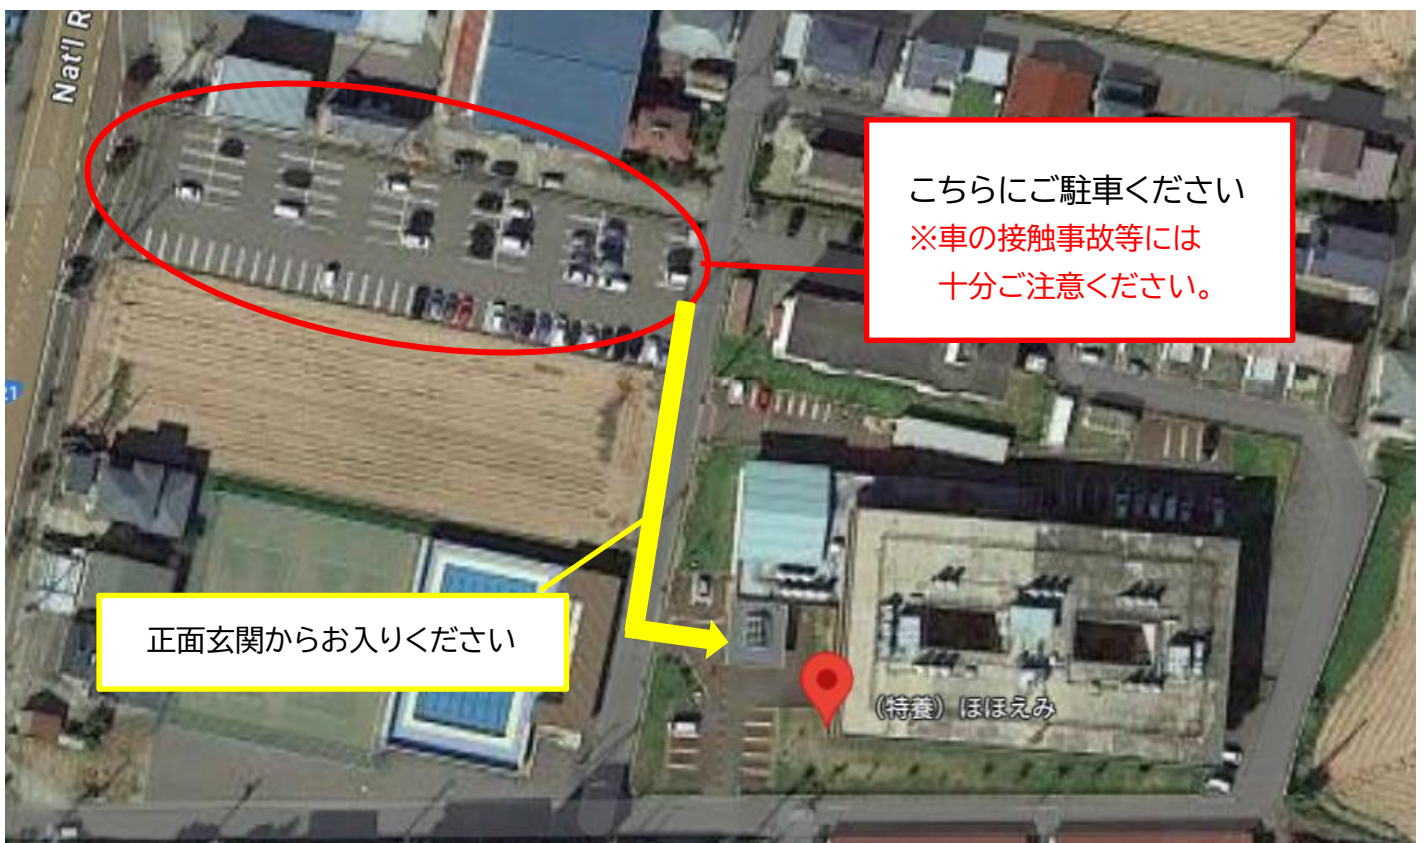 Nat'l R
こちらにご駐車ください
※車の接触事故等には
十分ご注意ください。
21
正面玄関からお入りください
（特養）ほほえみ